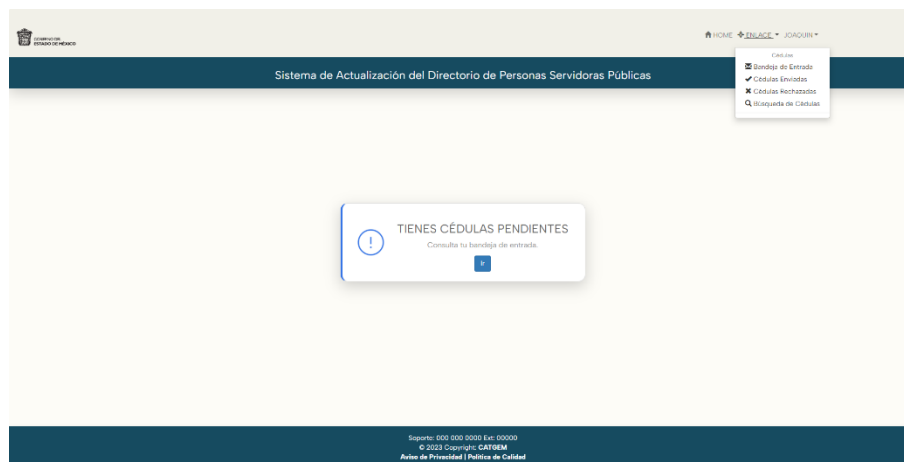 GOBIERNO DEL
ESTADO DE MÉXICO
HOME ENLACE JOAQUIN
Cédulas
Bandeja de Entrada
Cédulas Enviadas
Cédulas Rechazadas
Búsqueda de Cédulas
Sistema de Actualización del Directorio de Personas Servidoras Públicas
TIENES CÉDULAS PENDIENTES
Consulta tu bandeja de entrada.
Ir
Soporte: 000 000 0000 Ext: 00000
© 2023 Copyright: CATGEM
Aviso de Privacidad | Política de Calidad